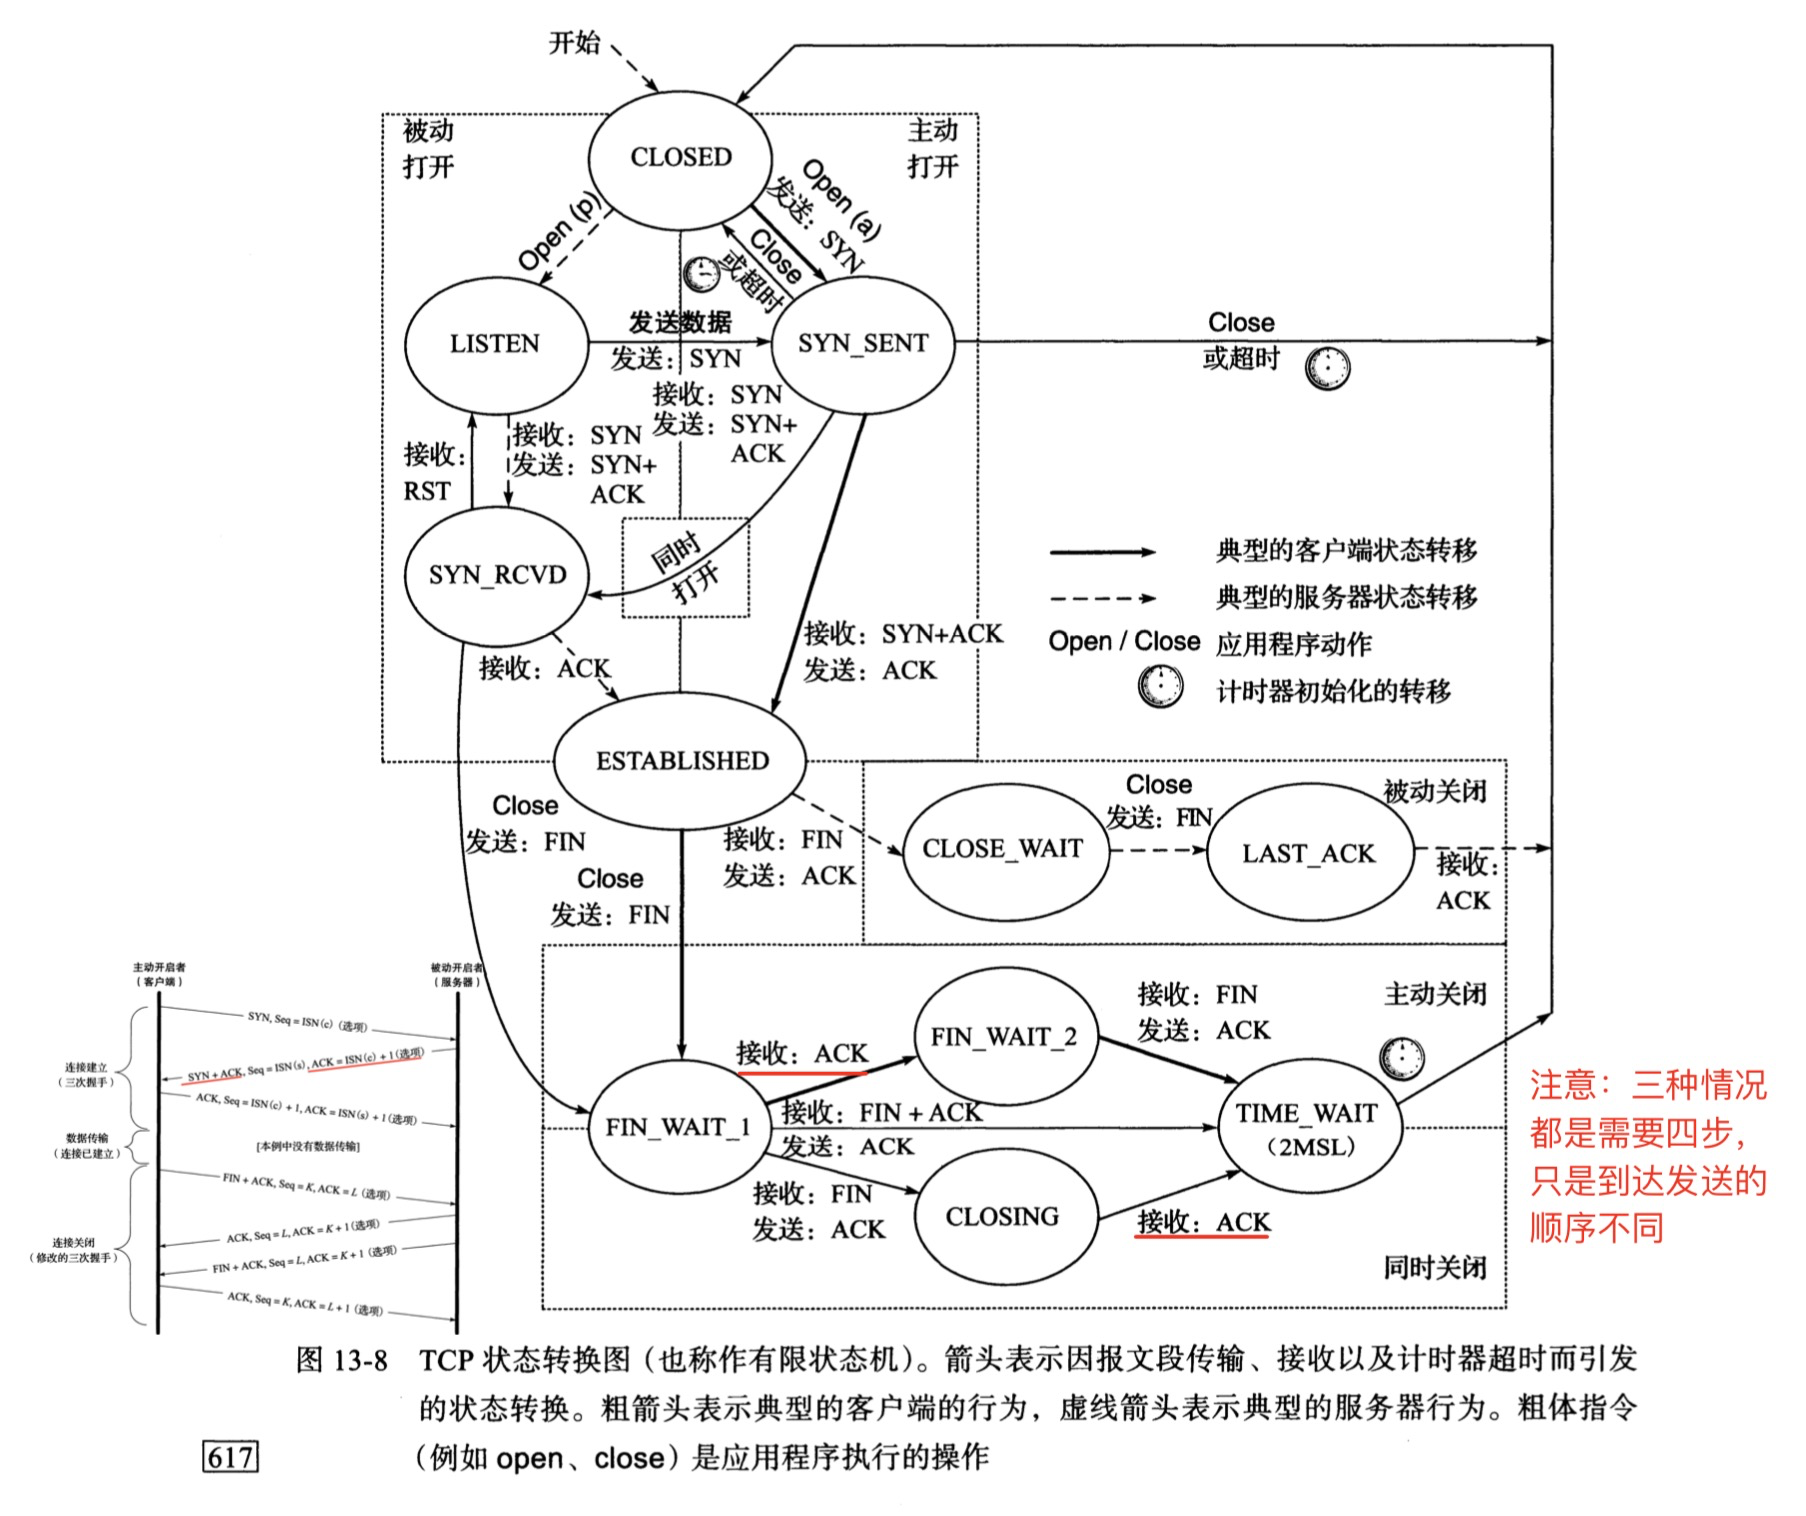 开始
被动
打开
主动
打开
CLOSED
Open (p)
Open (a)
发送：SYN
Close
或超时
LISTEN
发送数据
发送：SYN
SYN_SENT
Close
或超时
接收：SYN
发送：SYN+
ACK
接收：
RST
接收：SYN
发送：SYN+
ACK
SYN_RCVD
同时
打开
典型的客户端状态转移
典型的服务器状态转移
Open / Close 应用程序动作
计时器初始化的转移
接收：SYN+ACK
发送：ACK
接收：ACK
ESTABLISHED
Close
发送：FIN
接收：FIN
发送：ACK
Close
发送：FIN
CLOSE_WAIT
Close
发送：FIN
LAST_ACK
被动关闭
接收：
ACK
主动关闭
FIN_WAIT_1
接收：ACK
FIN_WAIT_2
接收：FIN
发送：ACK
接收：FIN + ACK
发送：ACK
TIME_WAIT
（2MSL）
接收：FIN
发送：ACK
CLOSING
接收：ACK
同时关闭
注意：三种情况
都是需要四步，
只是到达发送的
顺序不同
主动开启者
（客户端）
被动开启者
（服务器）
连接建立
（三次握手）
SYN, Seq = ISN(c) (选项)
SYN + ACK, Seq = ISN(s), ACK = ISN(c) + 1 (选项)
ACK, Seq = ISN(c) + 1, ACK = ISN(s) + 1 (选项)
数据传输
（连接已建立）
[本例中没有数据传输]
连接关闭
（修改的三次握手）
FIN + ACK, Seq = K, ACK = L (选项)
ACK, Seq = L, ACK = K + 1 (选项)
FIN + ACK, Seq = L, ACK = K + 1 (选项)
ACK, Seq = K, ACK = L + 1 (选项)
图 13-8 TCP 状态转换图（也称作有限状态机）。箭头表示因报文段传输、接收以及计时器超时而引发
的状态转换。粗箭头表示典型的客户端的行为，虚线箭头表示典型的服务器行为。粗体指令
（例如 open、close）是应用程序执行的操作
617